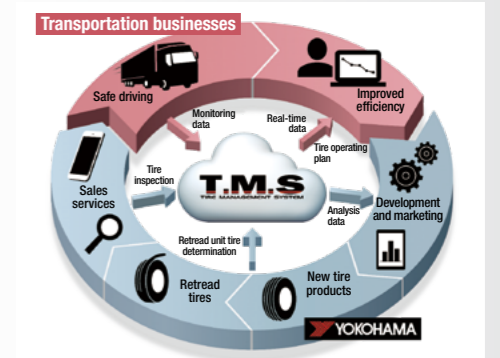 Transportation businesses
Safe driving
Improved
efficiency
Monitoring
data
Real-time
data
Tire operating
plan
Tire
inspection
Sales
services
T.M.S
TIRE MANAGEMENT SYSTEM
Development
and marketing
Analysis
data
Retread unit tire
determination
Retread
tires
New tire
products
YOKOHAMA